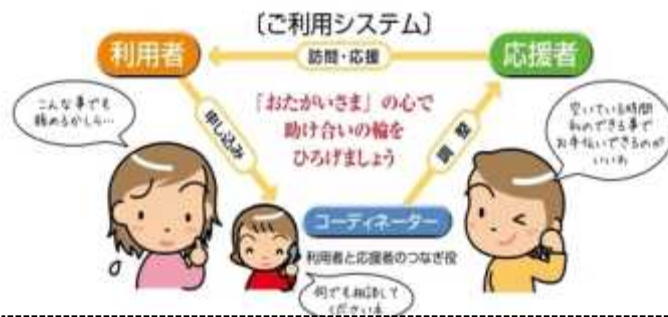 〔ご利用システム〕
利用者
訪問・応援
応援者
こんな事でも
頼めるかしら…
「おたがいさま」の心で
助け合いの輪を
ひろげましょう
申し込み
調整
空いている時間
私のできる事で
お手伝いできるのが
いいわ
コーディネーター
利用者と応援者のつなぎ役
何でも相談して
くださいネ